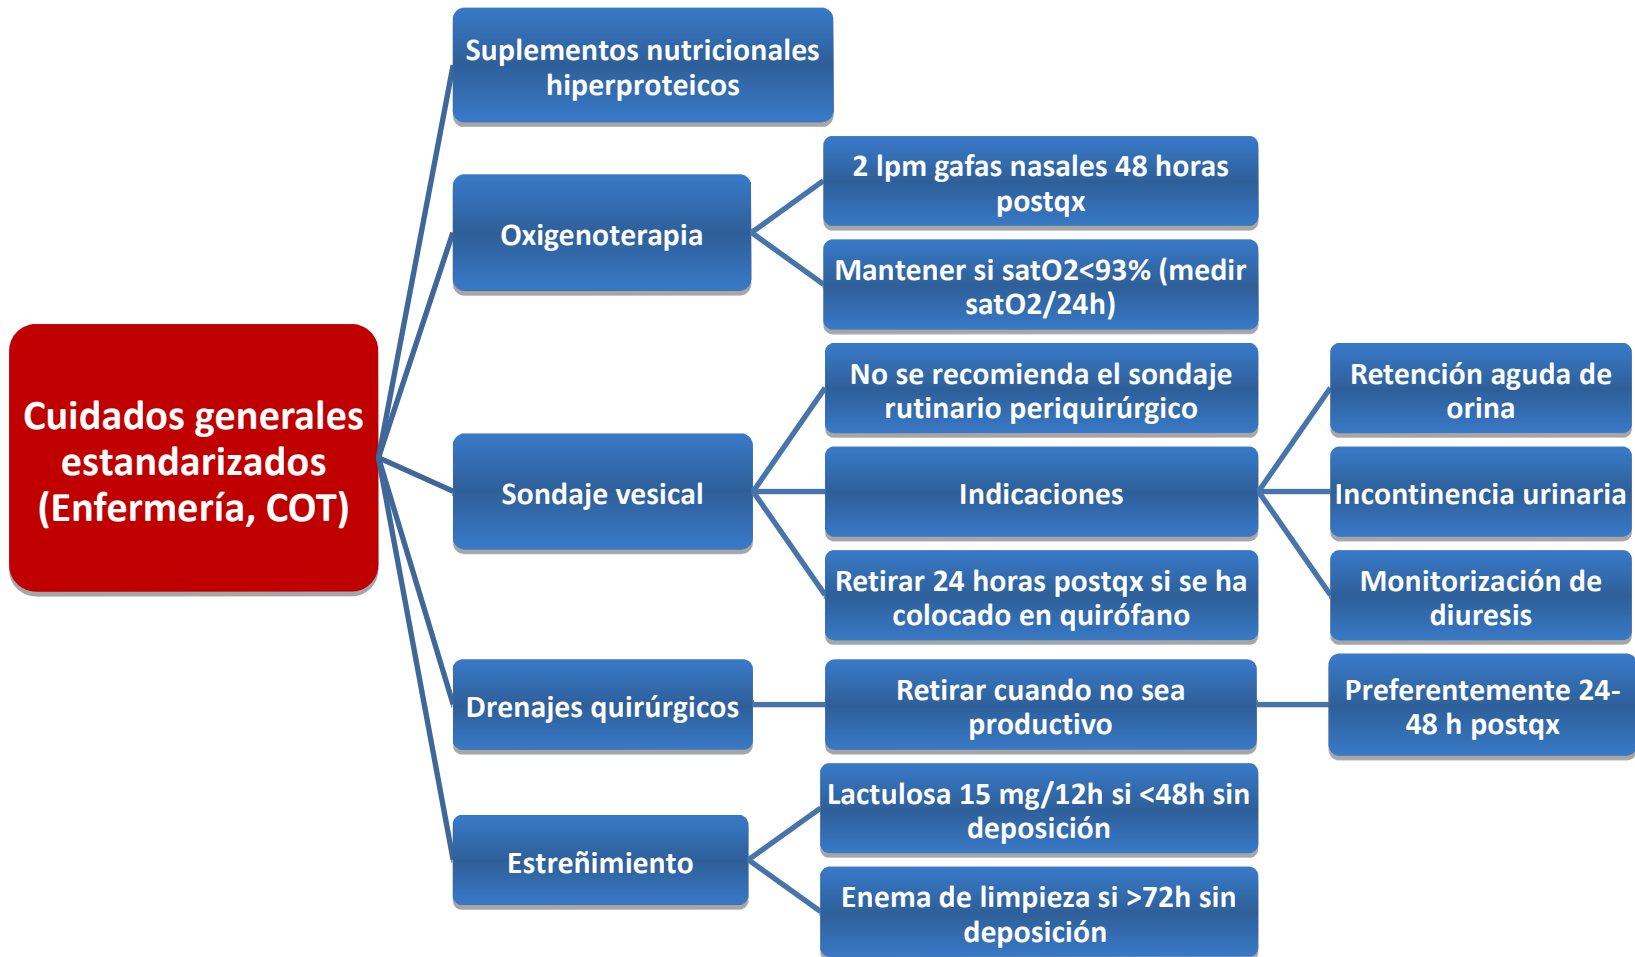 Suplementos nutricionales
hiperproteicos
2 lpm gafas nasales 48 horas
postqx
Oxigenoterapia
Mantener si satO2<93% (medir
satO2/24h)
Cuidados generales
estandarizados
(Enfermería, COT)
No se recomienda el sondaje
rutinario periquirúrgico
Retención aguda de
orina
Sondaje vesical
Indicaciones
Incontinencia urinaria
Retirar 24 horas postqx si se ha
colocado en quirófano
Monitorización de
diuresis
Drenajes quirúrgicos
Retirar cuando no sea
productivo
Preferentemente 24-
48 h postqx
Lactulosa 15 mg/12h si <48h sin
deposición
Estreñimiento
Enema de limpieza si >72h sin
deposición